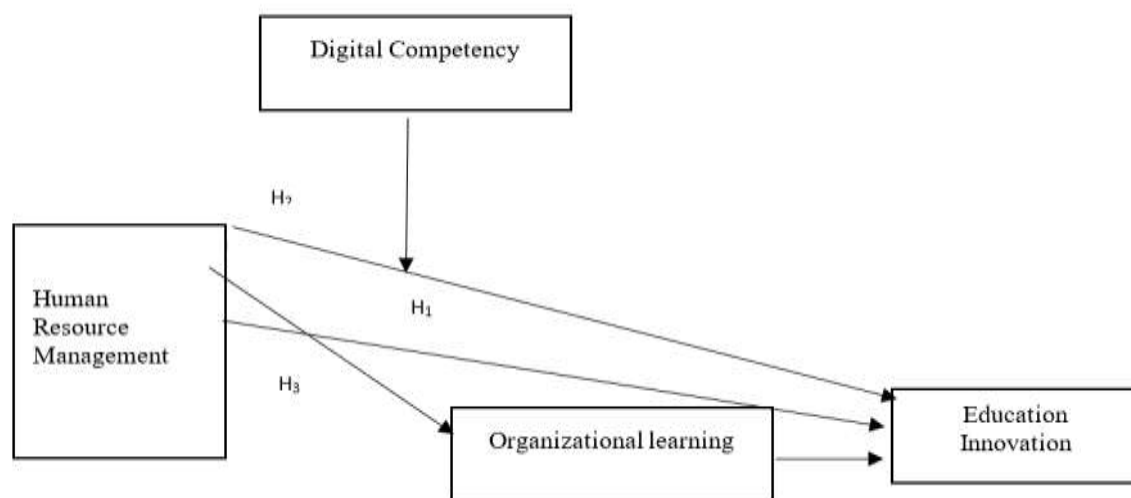 Digital Competency
H₂
Human
Resource
Management
H₁
H₃
Organizational learning
Education
Innovation